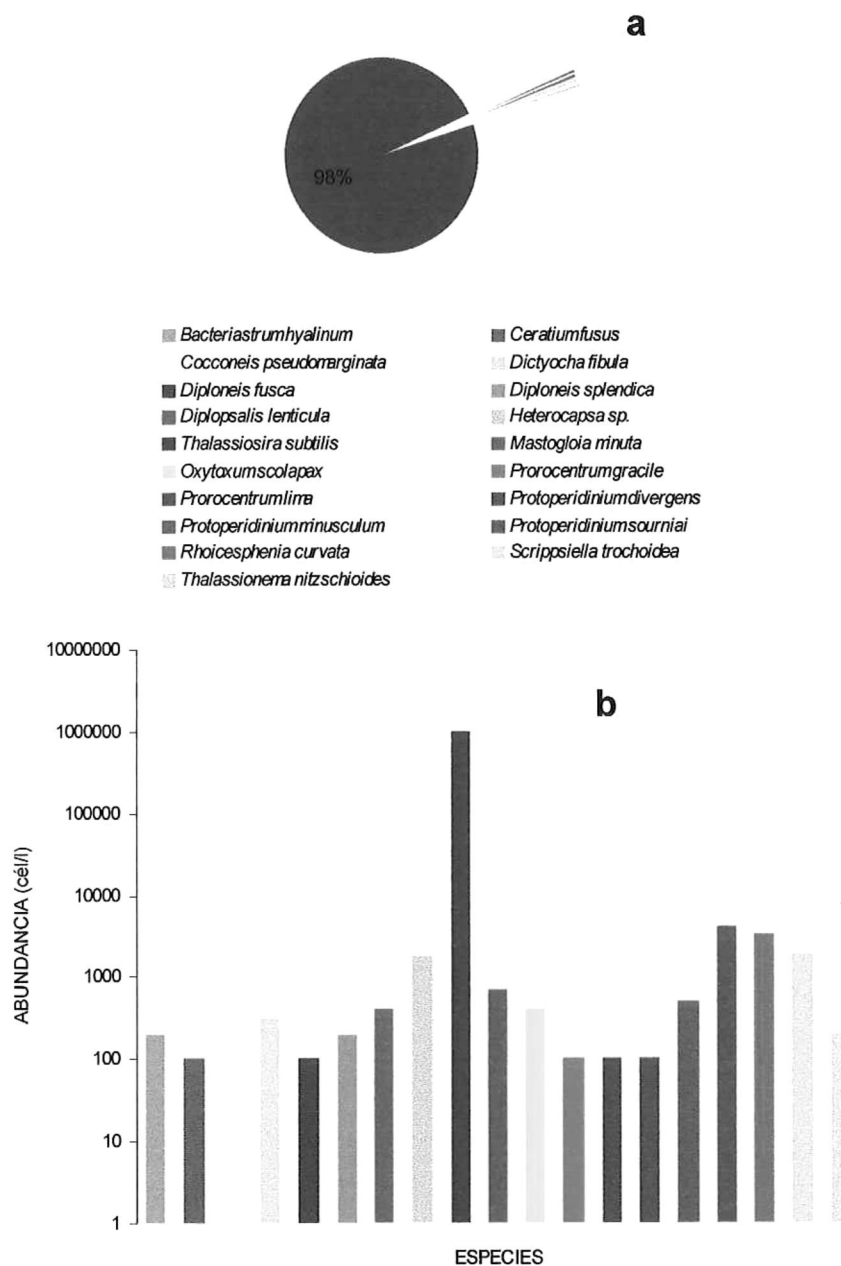 a
98%
Bacteriastrumhyalinum
Ceratiumfusus
Cocconeis pseudomarginata
Dictyocha fibula
Diploneis fusca
Diploneis splendica
Diplopsalis lenticula
Heterocapsa sp.
Thalassiosira subtilis
Mastogloia minuta
Oxytoxumscolapax
Prorocentrumgracile
Prorocentrumlima
Protoperidiniumdivergens
Protoperidiniumminusculum
Protoperidiniumsourniai
Rhoicesphenia curvata
Scrippsiella trochoidea
Thalassionema nitzschioides
b
10000000
1000000
100000
10000
1000
100
10
1
ABUNDANCIA (cél/l)
ESPECIES